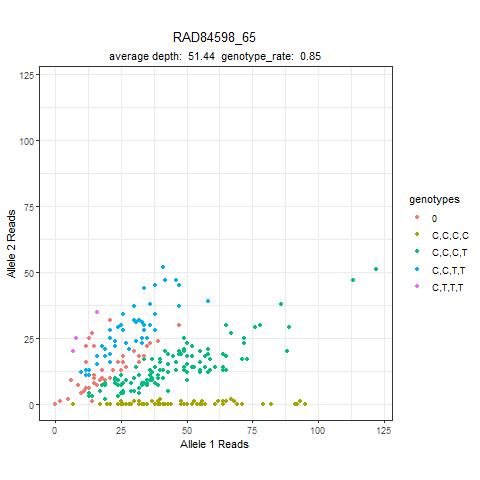 RAD84598_65
average depth:  51.44  genotype_rate:  0.85
125
100
75
50
25
0
Allele 2 Reads
0
25
50
75
100
125
Allele 1 Reads
genotypes
0
C,C,C,C
C,C,C,T
C,C,T,T
C,T,T,T